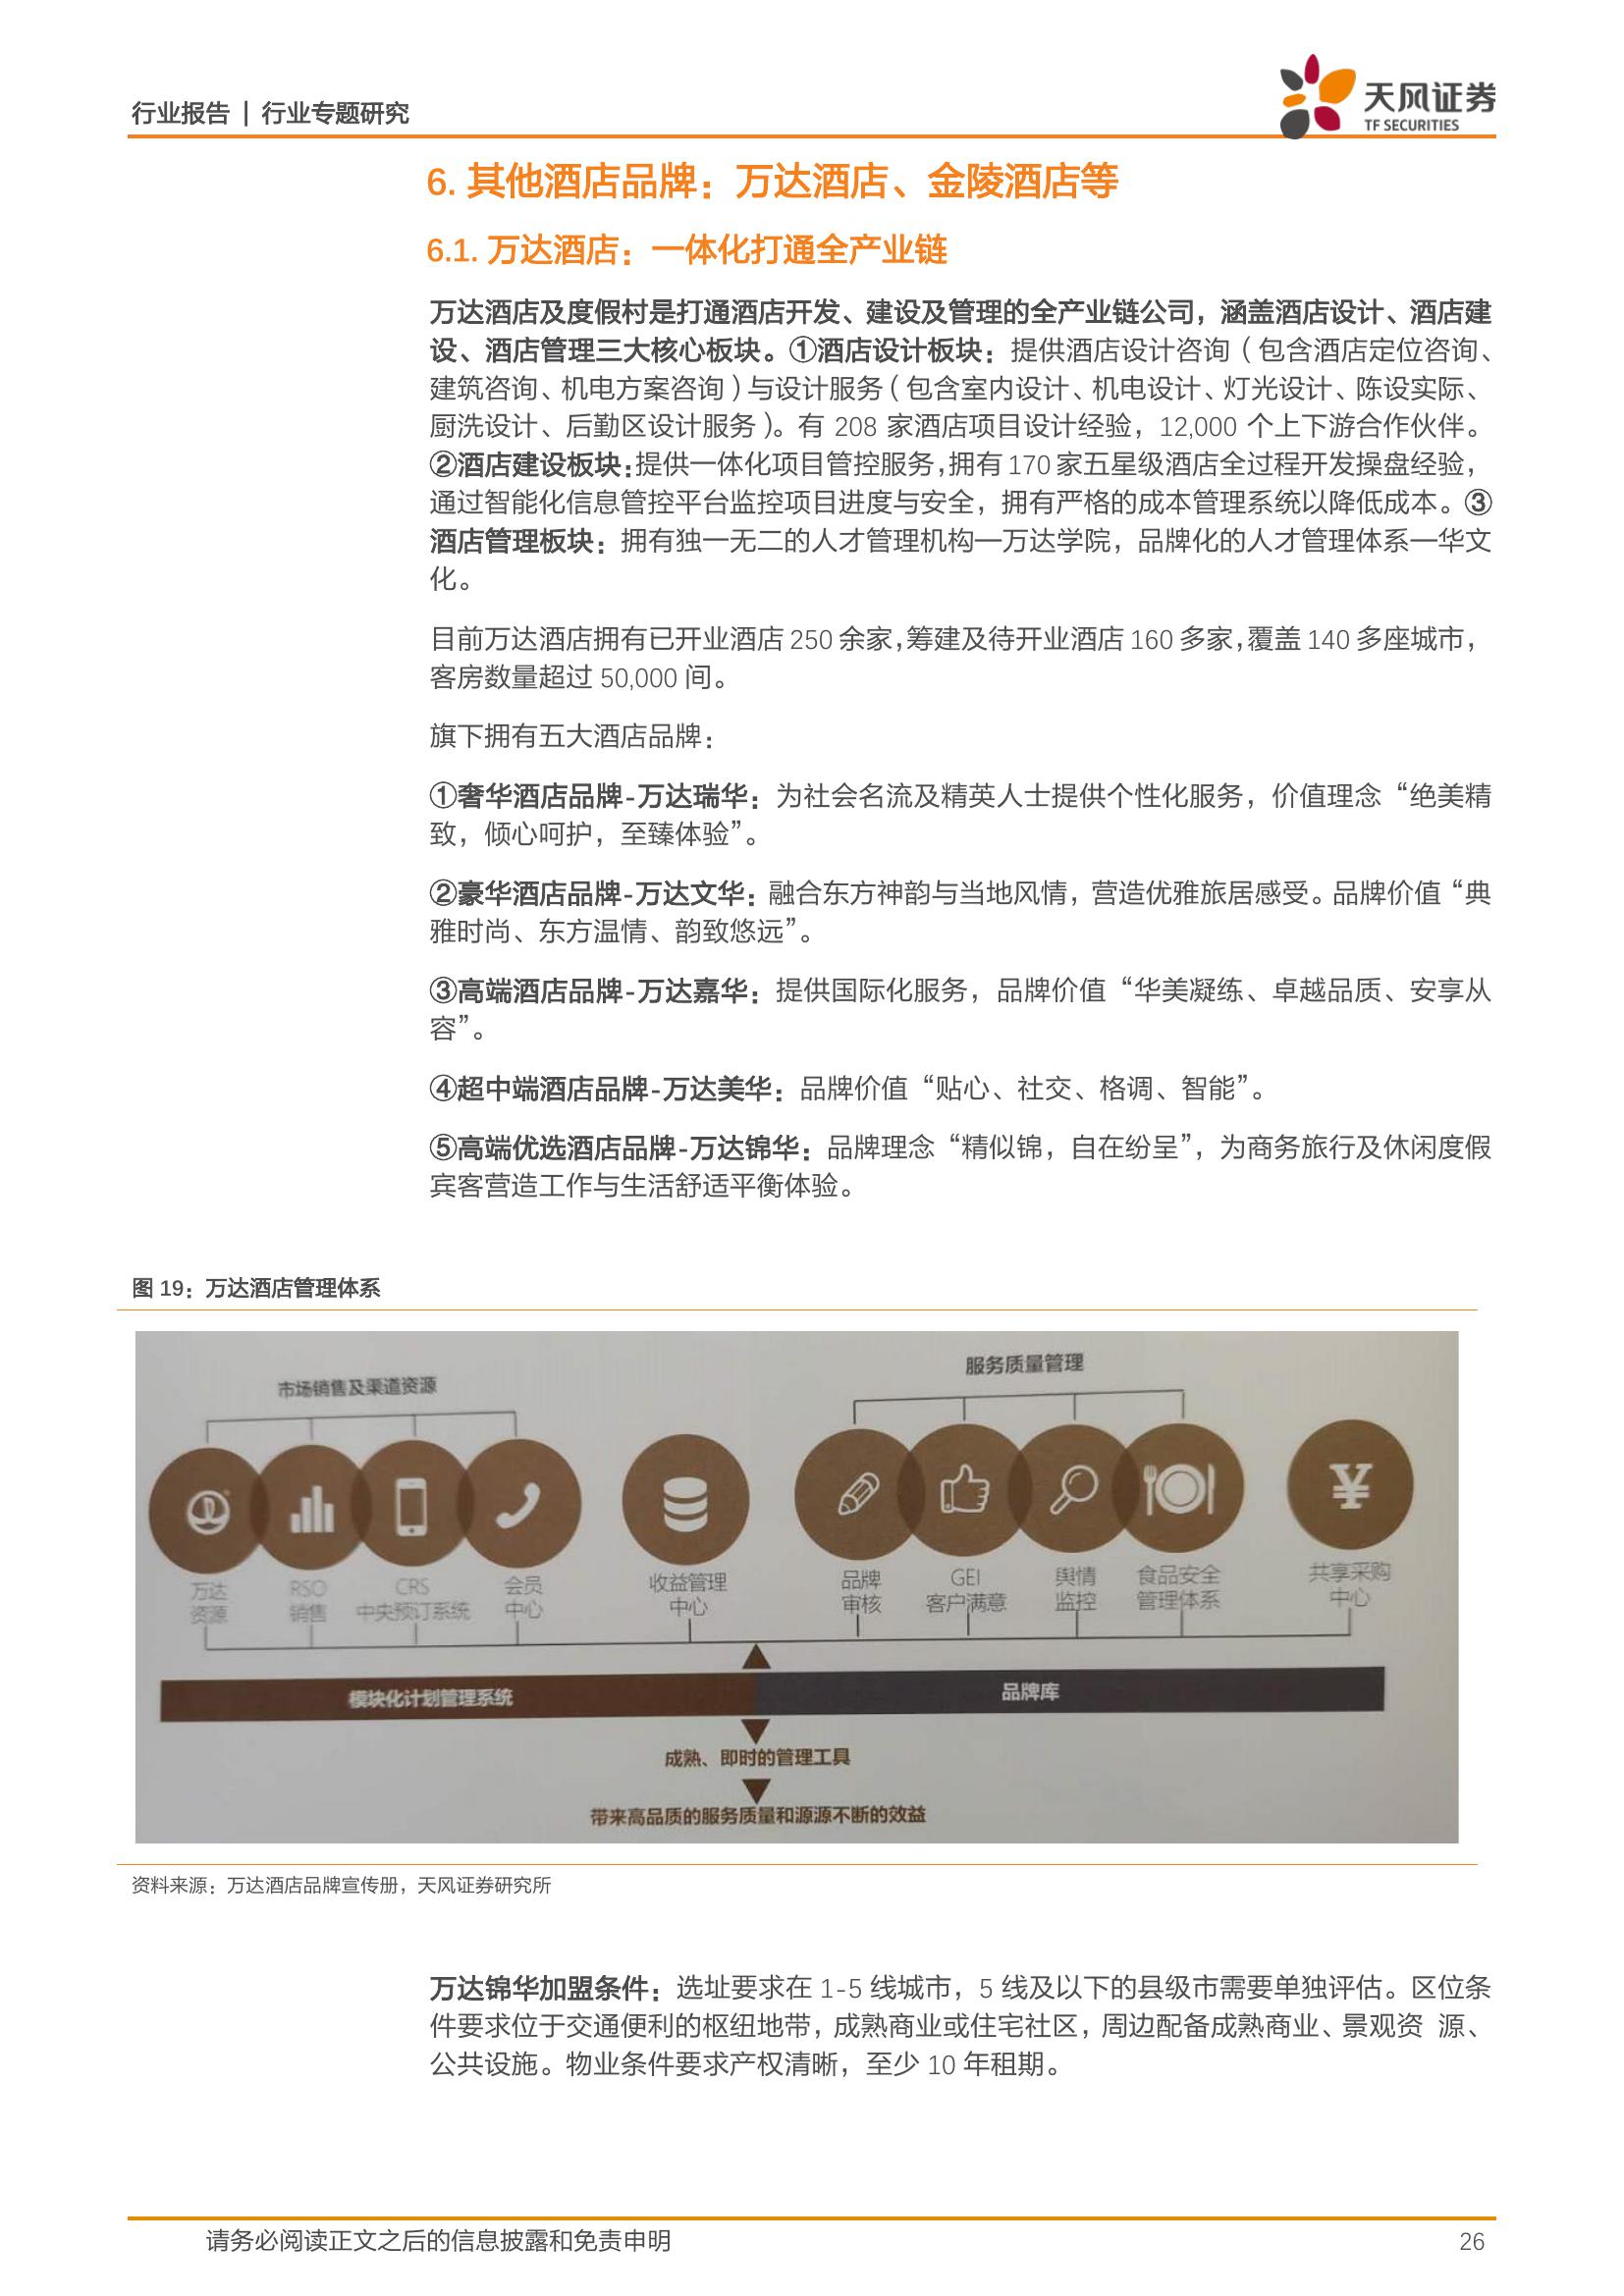 行业报告 | 行业专题研究
天风证券
TF SECURITIES
6. 其他酒店品牌：万达酒店、金陵酒店等
6.1. 万达酒店：一体化打通全产业链
万达酒店及度假村是打通酒店开发、建设及管理的全产业链公司，涵盖酒店设计、酒店建
设、酒店管理三大核心板块。①酒店设计板块：提供酒店设计咨询（包含酒店定位咨询、
建筑咨询、机电方案咨询）与设计服务（包含室内设计、机电设计、灯光设计、陈设实际、
厨洗设计、后勤区设计服务）。有 208 家酒店项目设计经验，12,000 个上下游合作伙伴。
②酒店建设板块：提供一体化项目管控服务，拥有 170 家五星级酒店全过程开发操盘经验，
通过智能化信息管控平台监控项目进度与安全，拥有严格的成本管理系统以降低成本。③
酒店管理板块：拥有独一无二的人才管理机构—万达学院，品牌化的人才管理体系—华文
化。
目前万达酒店拥有已开业酒店 250 余家，筹建及待开业酒店 160 多家，覆盖 140 多座城市，
客房数量超过 50,000 间。
旗下拥有五大酒店品牌：
①奢华酒店品牌-万达瑞华：为社会名流及精英人士提供个性化服务，价值理念“绝美精
致，倾心呵护，至臻体验”。
②豪华酒店品牌-万达文华：融合东方神韵与当地风情，营造优雅旅居感受。品牌价值“典
雅时尚、东方温情、韵致悠远”。
③高端酒店品牌-万达嘉华：提供国际化服务，品牌价值“华美凝练、卓越品质、安享从
容”。
④超中端酒店品牌-万达美华：品牌价值“贴心、社交、格调、智能”。
⑤高端优选酒店品牌-万达锦华：品牌理念“精似锦，自在纷呈”，为商务旅行及休闲度假
宾客营造工作与生活舒适平衡体验。
图 19：万达酒店管理体系
市场销售及渠道资源
服务质量管理
万达
资源
RSO
销售
CRS
中央预订系统
会员
中心
收益管理
中心
品牌
审核
GEI
客户满意
舆情
监控
食品安全
管理体系
共享采购
中心
模块化计划管理系统
品牌库
成熟、即时的管理工具
带来高品质的服务质量和源源不断的效益
资料来源：万达酒店品牌宣传册，天风证券研究所
万达锦华加盟条件：选址要求在 1-5 线城市，5 线及以下的县级市需要单独评估。区位条
件要求位于交通便利的枢纽地带，成熟商业或住宅社区，周边配备成熟商业、景观资 源、
公共设施。物业条件要求产权清晰，至少 10 年租期。
请务必阅读正文之后的信息披露和免责申明
26